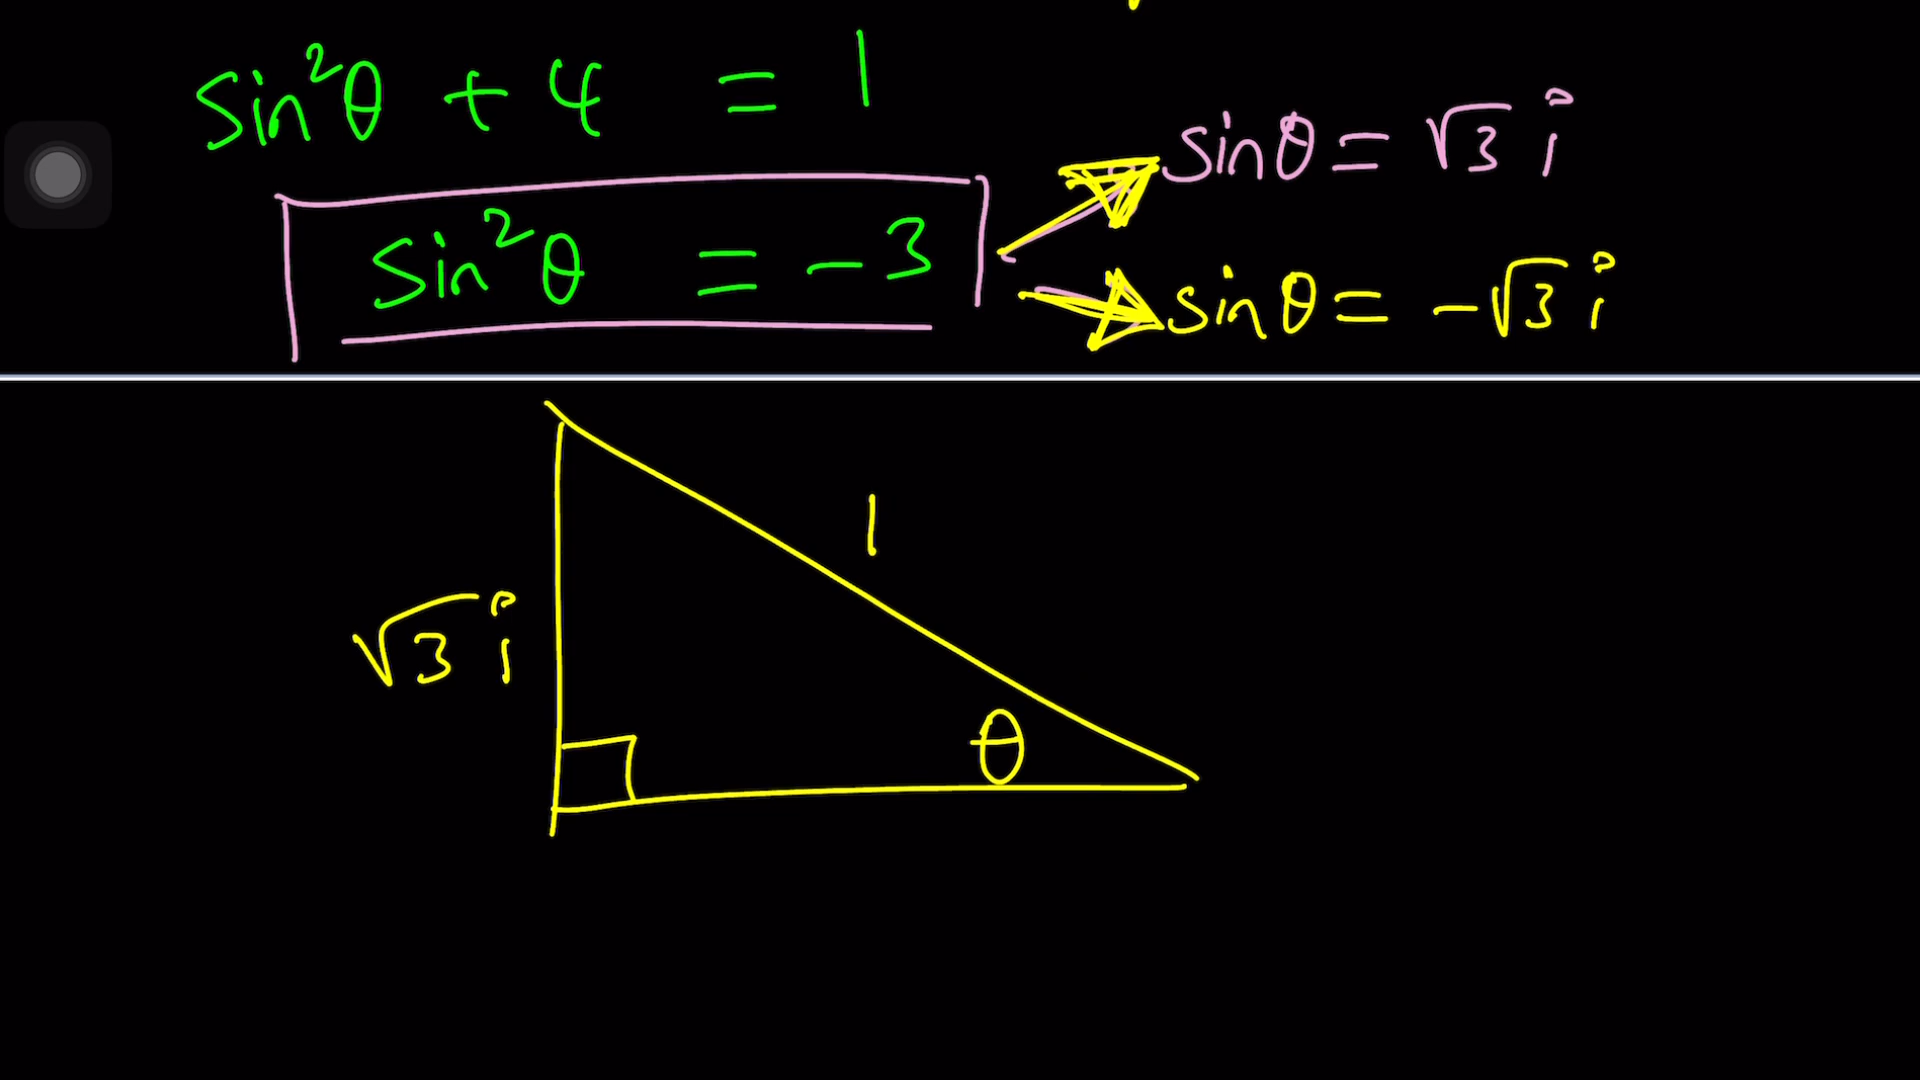 sin²θ + 4 = 1
sinθ = √3 i
sin²θ = -3
sinθ = -√3 i
1
√3 i
θ